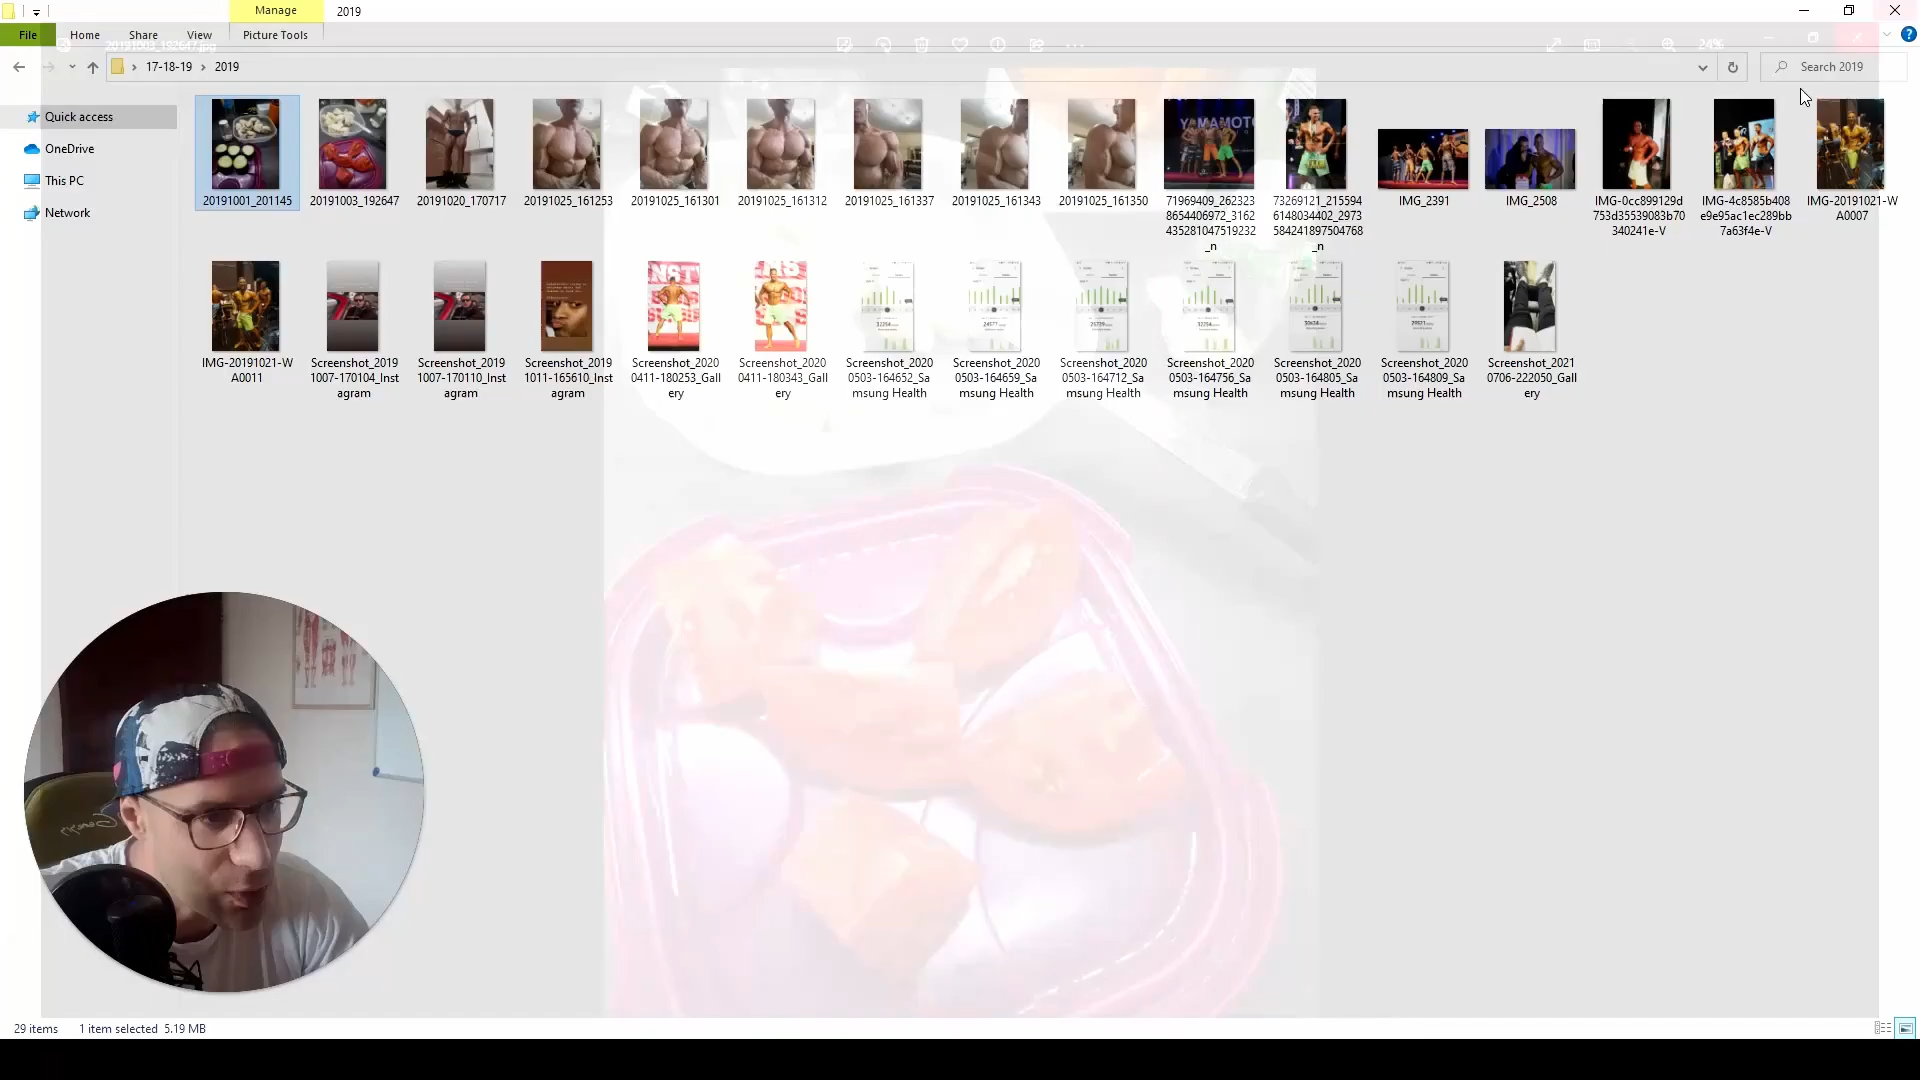 Manage
2019
File
Home
Share
View
Picture Tools
20191003_192647.jpg
24%
17-18-19 › 2019
Search 2019
Quick access
OneDrive
This PC
Network
20191001_201145
20191003_192647
20191020_170717
20191025_161253
20191025_161301
20191025_161312
20191025_161337
20191025_161343
20191025_161350
71969409_262323
8654406972_3162
435281047519232
_n
73269121_215594
6148034402_2973
584241897504768
_n
IMG_2391
IMG_2508
IMG-0cc899129d
753d35539083b70
340241e-V
IMG-4c8585b408
e9e95ac1ec289bb
7a63f4e-V
IMG-20191021-W
A0007
IMG-20191021-W
A0011
Screenshot_2019
1007-170104_Inst
agram
Screenshot_2019
1007-170110_Inst
agram
Screenshot_2019
1011-165610_Inst
agram
Screenshot_2020
0411-180253_Gall
ery
Screenshot_2020
0411-180343_Gall
ery
Screenshot_2020
0503-164652_Sa
msung Health
Screenshot_2020
0503-164659_Sa
msung Health
Screenshot_2020
0503-164712_Sa
msung Health
Screenshot_2020
0503-164756_Sa
msung Health
Screenshot_2020
0503-164805_Sa
msung Health
Screenshot_2020
0503-164809_Sa
msung Health
Screenshot_2021
0706-222050_Gall
ery
29 items
1 item selected 5.19 MB